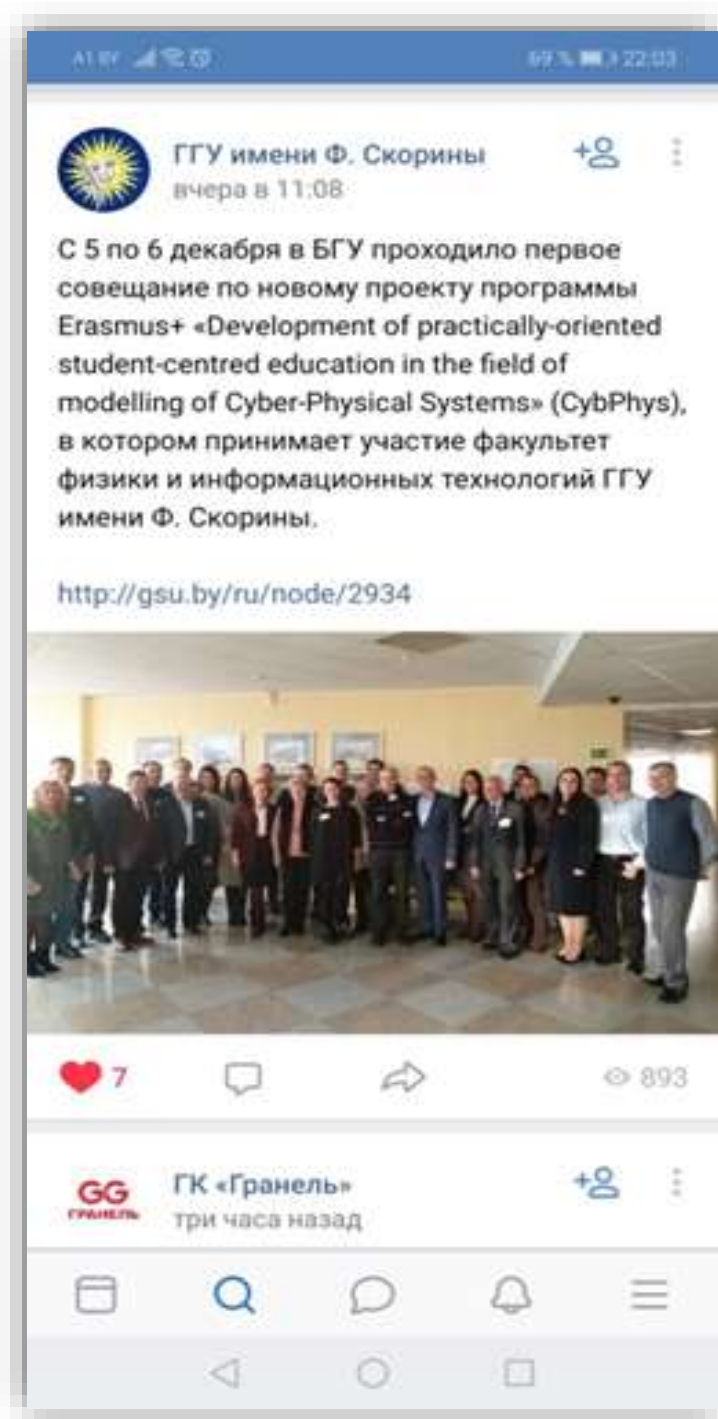 A1 BY 69 % 22:03
ГГУ имени Ф. Скорины
вчера в 11:08
С 5 по 6 декабря в БГУ проходило первое
совещание по новому проекту программы
Erasmus+ «Development of practically-oriented
student-centred education in the field of
modelling of Cyber-Physical Systems» (CybPhys),
в котором принимает участие факультет
физики и информационных технологий ГГУ
имени Ф. Скорины.
http://gsu.by/ru/node/2934
7 893
GG
ГРАНЕЛЬ
ГК «Гранель»
три часа назад